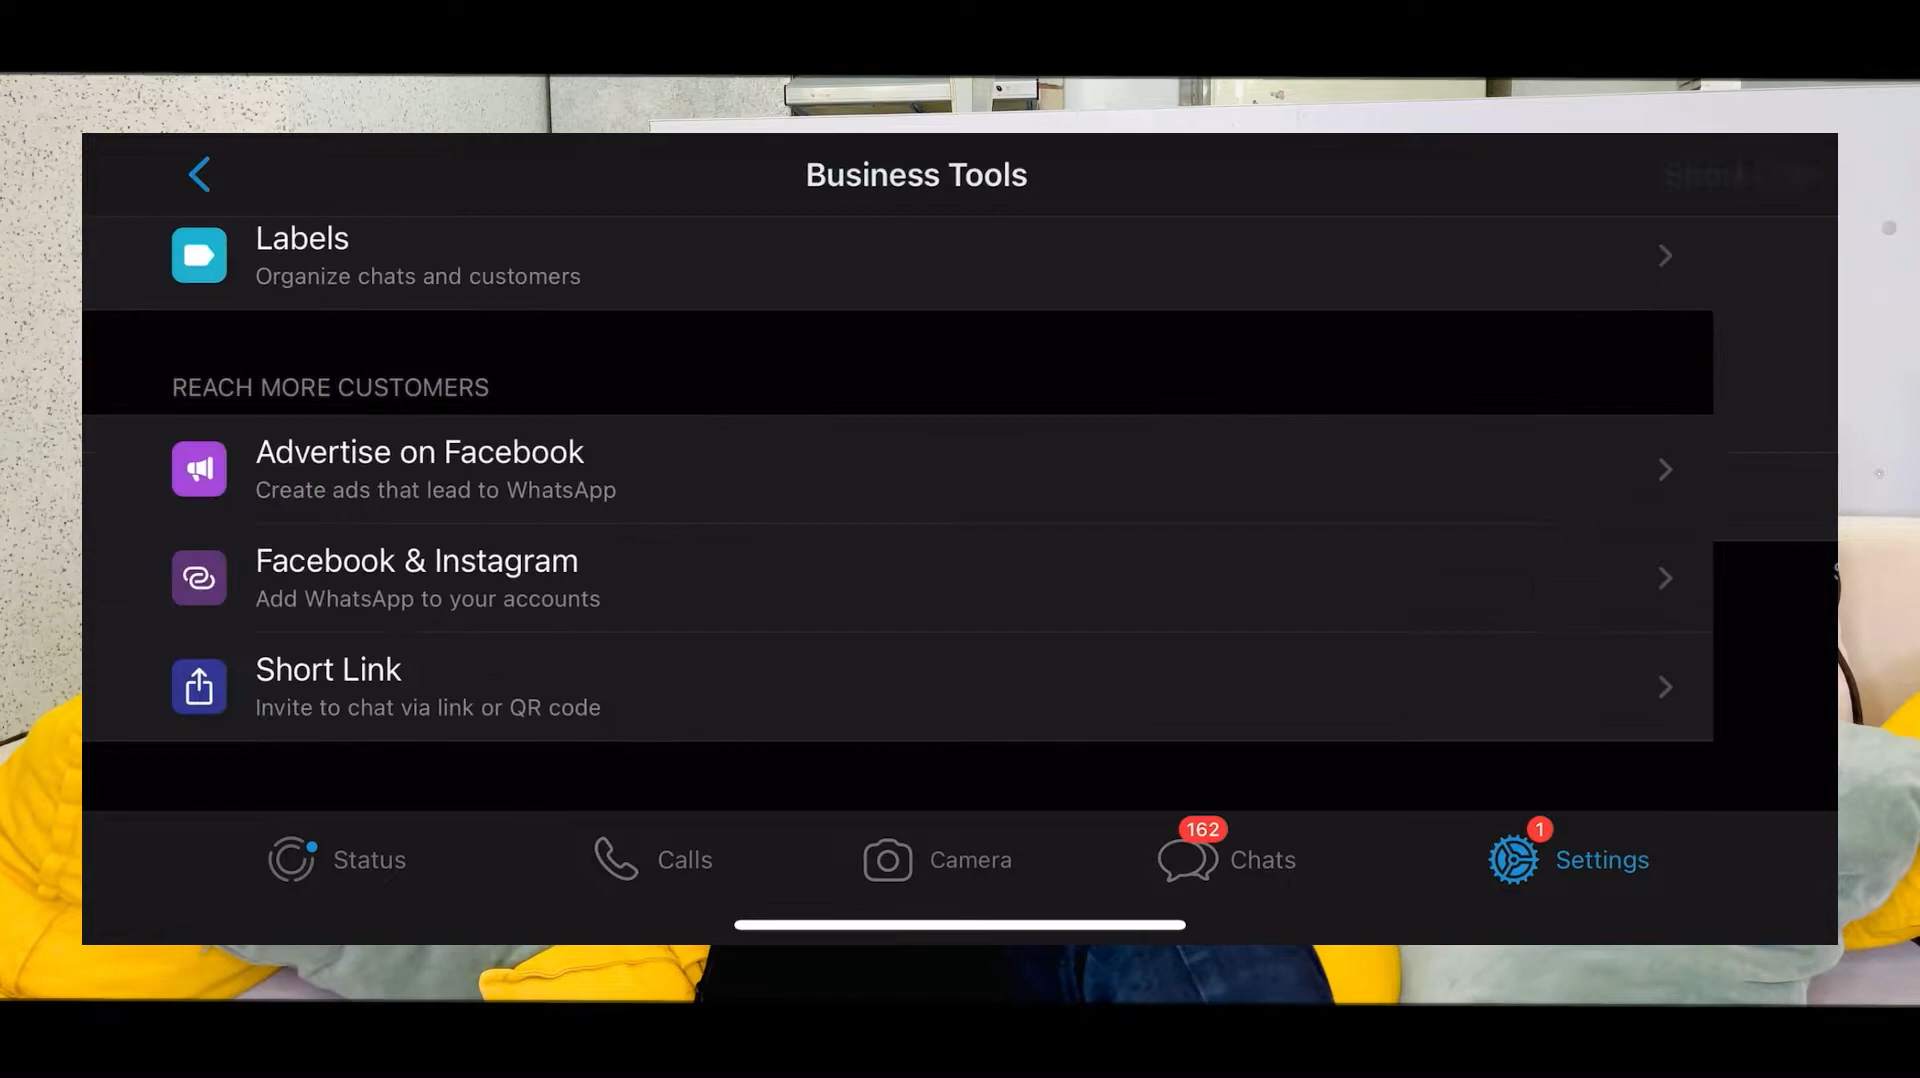 Business Tools
Labels
Organize chats and customers
REACH MORE CUSTOMERS
Advertise on Facebook
Create ads that lead to WhatsApp
Facebook & Instagram
Add WhatsApp to your accounts
Short Link
Invite to chat via link or QR code
162
1
Status
Calls
Camera
Chats
Settings